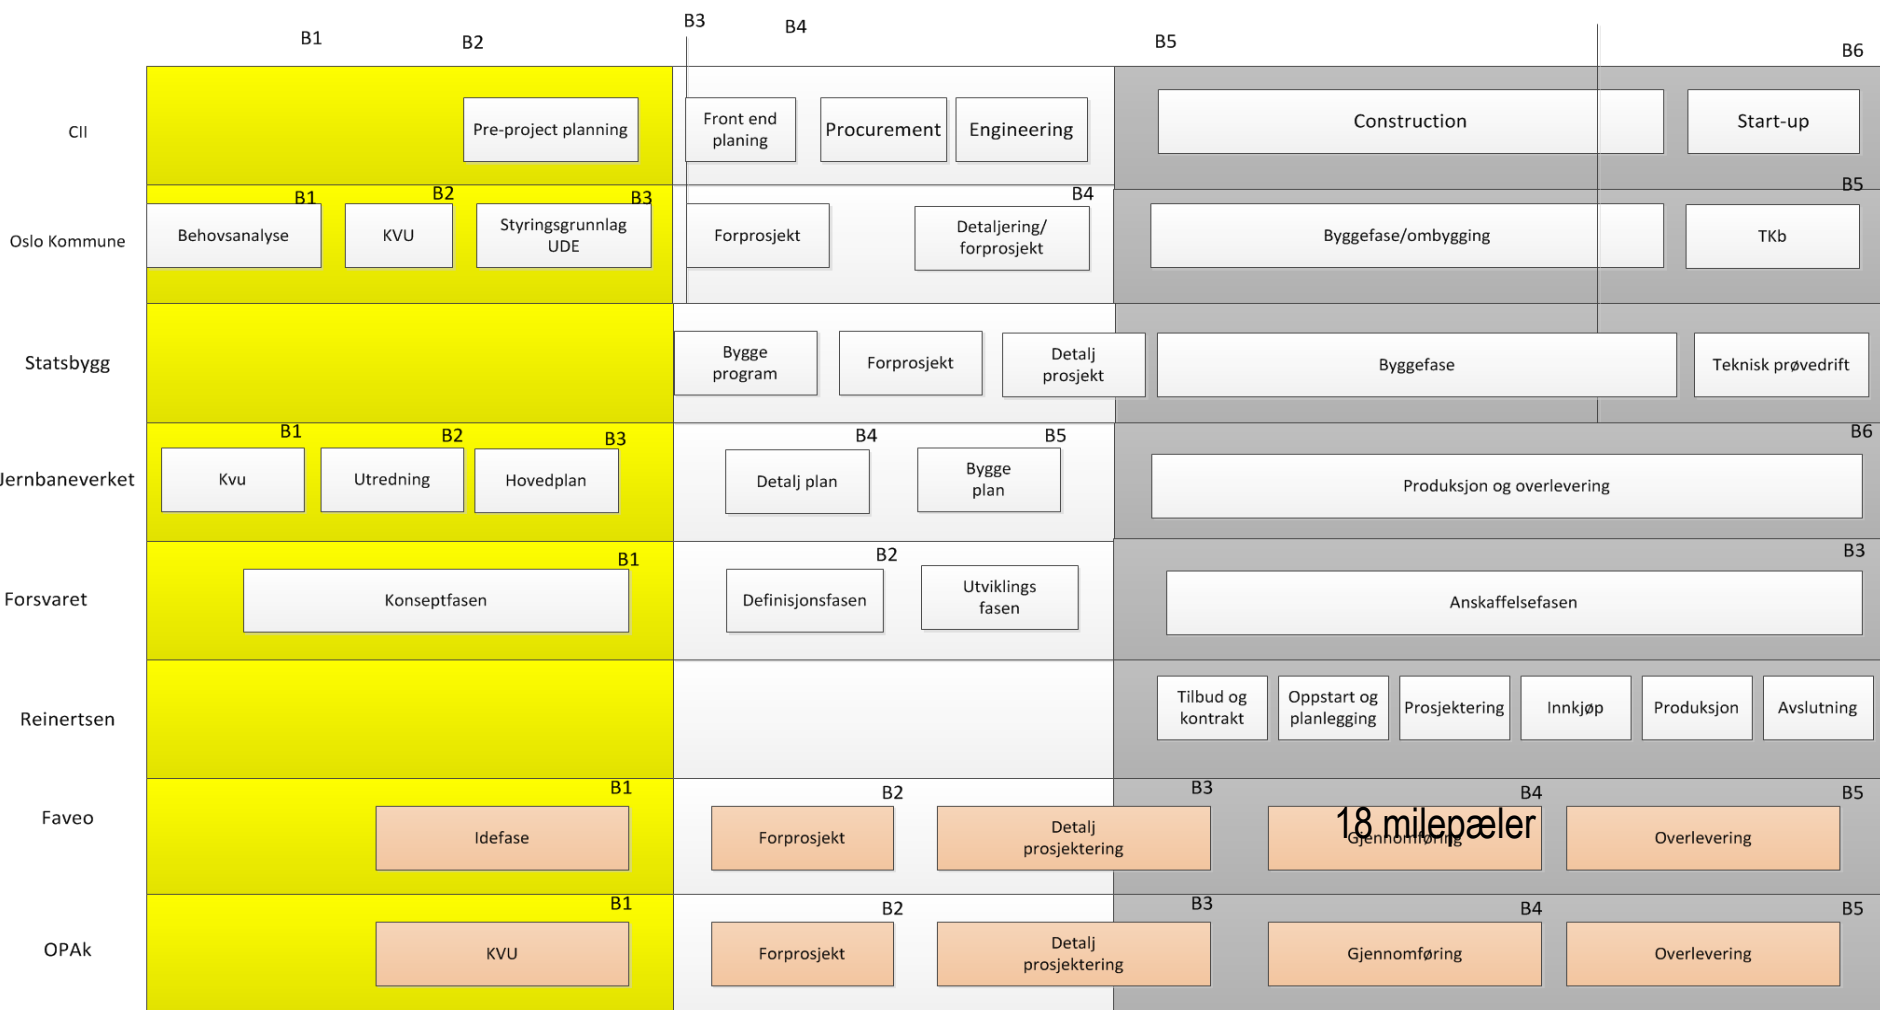 B1
B2
B3
B4
B5
B6
CII
Pre-project planning
Front end
planing
Procurement
Engineering
Construction
Start-up
B1
B2
B3
B4
B5
Oslo Kommune
Behovsanalyse
KVU
Styringsgrunnlag
UDE
Forprosjekt
Detaljering/
forprosjekt
Byggefase/ombygging
TKb
Statsbygg
Bygge
program
Forprosjekt
Detalj
prosjekt
Byggefase
Teknisk prøvedrift
B1
B2
B3
B4
B5
B6
Jernbaneverket
Kvu
Utredning
Hovedplan
Detalj plan
Bygge
plan
Produksjon og overlevering
B1
B2
B3
Forsvaret
Konseptfasen
Definisjonsfasen
Utviklings
fasen
Anskaffelsefasen
Reinertsen
Tilbud og
kontrakt
Oppstart og
planlegging
Prosjektering
Innkjøp
Produksjon
Avslutning
B1
B2
B3
B4
B5
Faveo
Idefase
Forprosjekt
Detalj
prosjektering
18 milepæler
Gjennomføring
Overlevering
B1
B2
B3
B4
B5
OPAk
KVU
Forprosjekt
Detalj
prosjektering
Gjennomføring
Overlevering